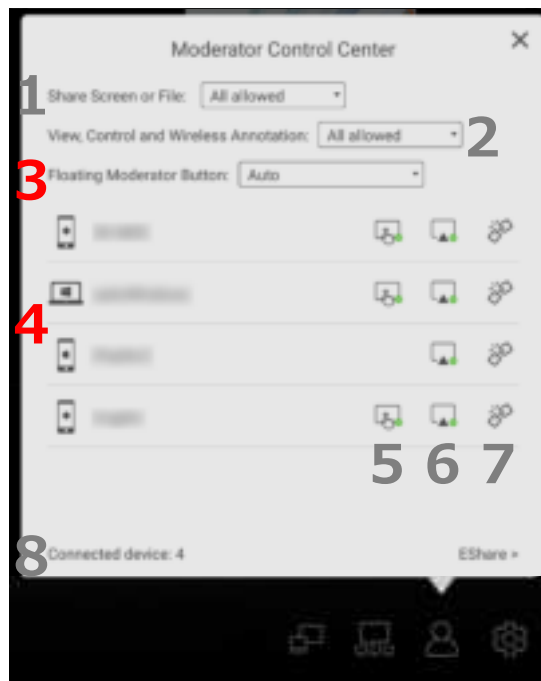 Moderator Control Center
1 Share Screen or File: All allowed
View, Control and Wireless Annotation: All allowed 2
3 Floating Moderator Button: Auto
4
5 6 7
8 Connected device: 4 EShare >